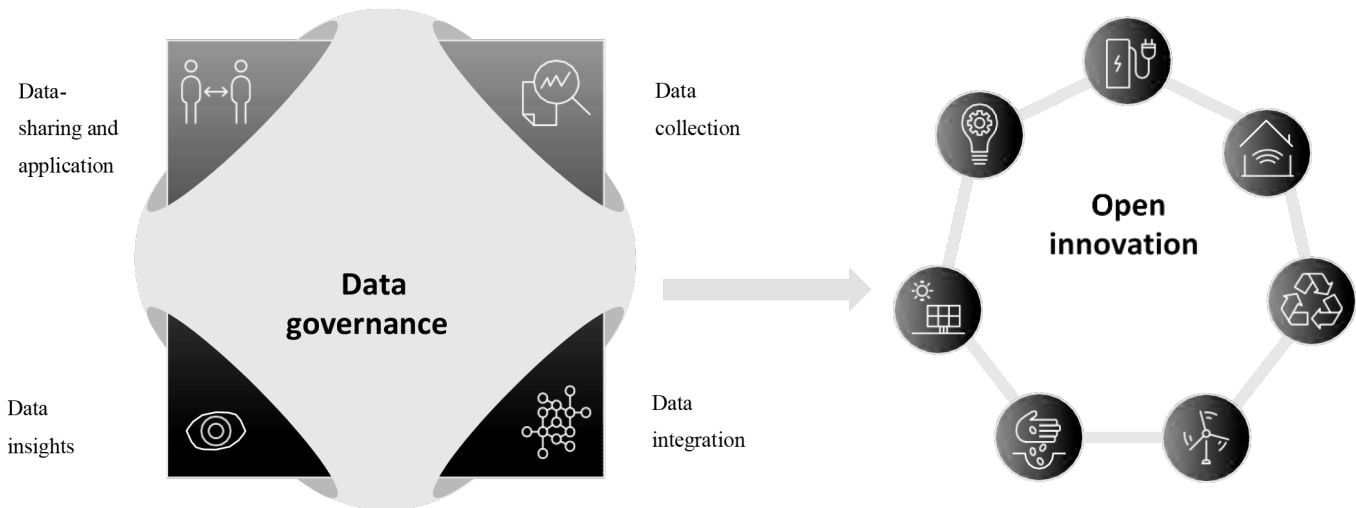 Data-
sharing and
application
Data
collection
Data
governance
Data
insights
Data
integration
Open
innovation